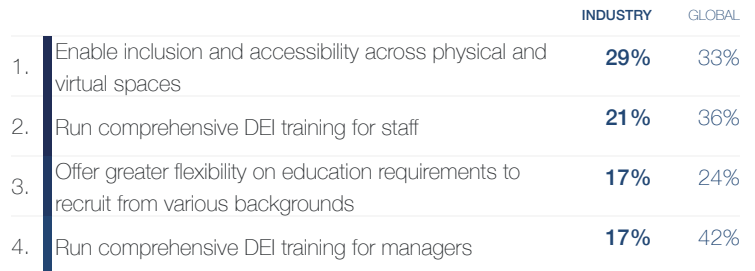 INDUSTRY GLOBAL
1. Enable inclusion and accessibility across physical and
virtual spaces 29% 33%
2. Run comprehensive DEI training for staff 21% 36%
3. Offer greater flexibility on education requirements to
recruit from various backgrounds 17% 24%
4. Run comprehensive DEI training for managers 17% 42%